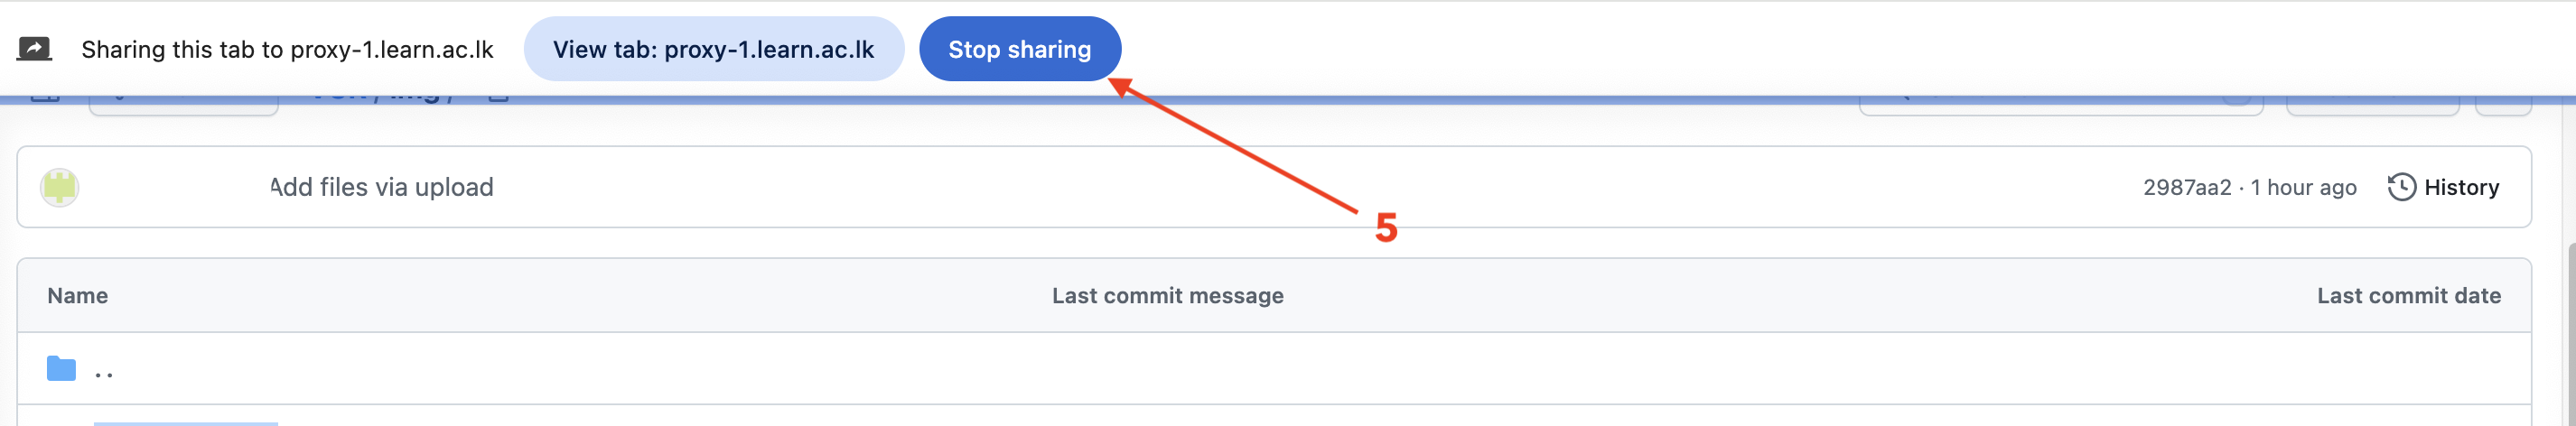 Sharing this tab to proxy-1.learn.ac.lk View tab: proxy-1.learn.ac.lk Stop sharing
Add files via upload 2987aa2 · 1 hour ago History
5
Name Last commit message Last commit date
..